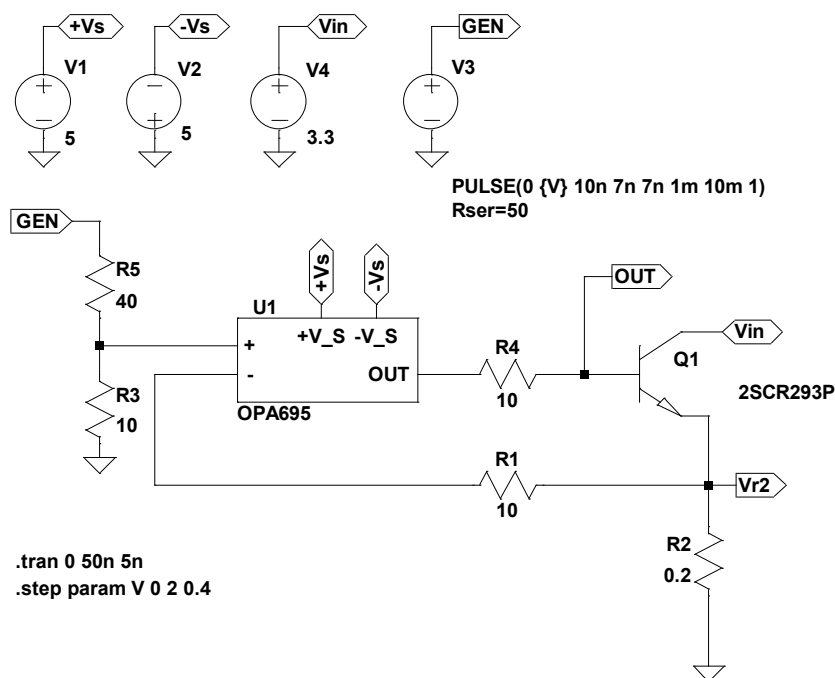 +Vs
-Vs
Vin
GEN
V1
V2
V4
V3
5
5
3.3
PULSE(0 {V} 10n 7n 7n 1m 10m 1)
Rser=50
GEN
R5
40
+Vs
-Vs
OUT
U1
+V_S -V_S
R4
Vin
Q1
OUT
R3
10
OPA695
10
2SCR293P
R1
10
Vr2
R2
0.2
.tran 0 50n 5n
.step param V 0 2 0.4